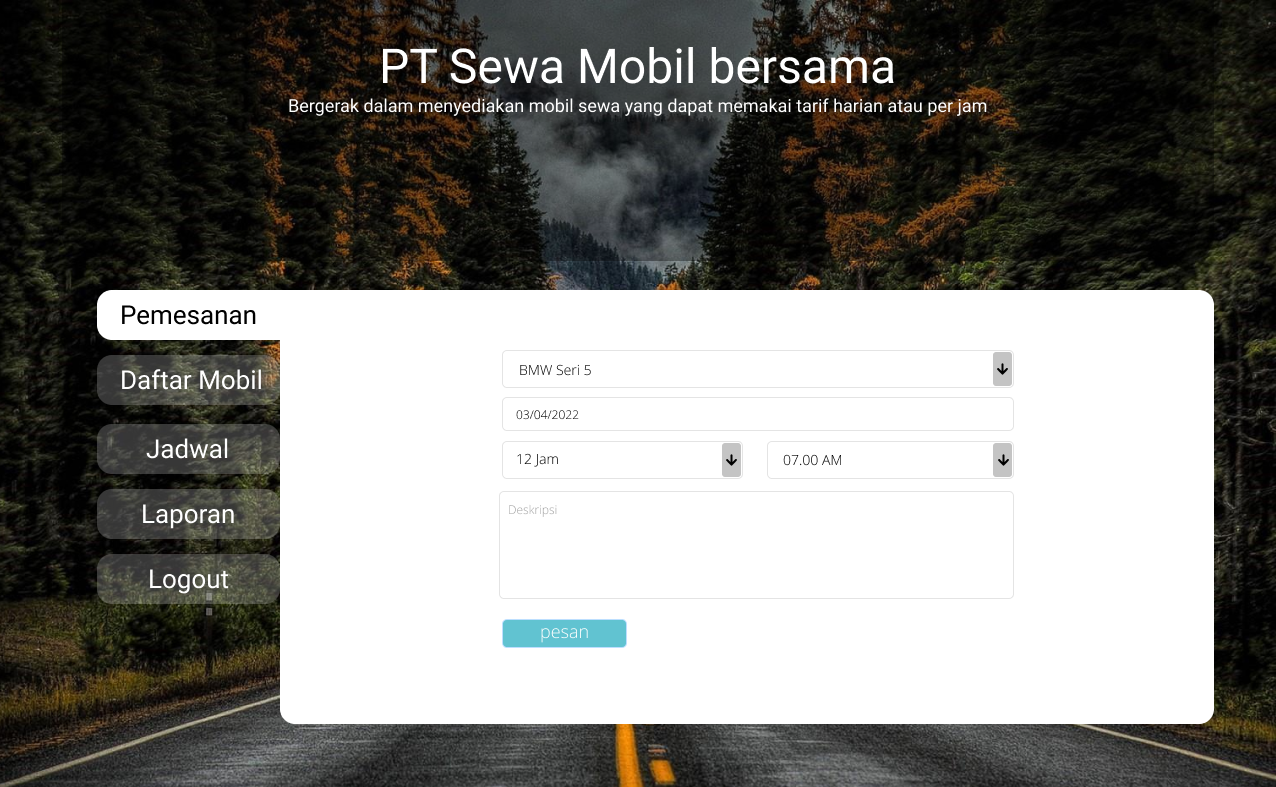 PT Sewa Mobil bersama
Bergerak dalam menyediakan mobil sewa yang dapat memakai tarif harian atau per jam
Pemesanan
Daftar Mobil
Jadwal
Laporan
Logout
BMW Seri 5
03/04/2022
12 Jam
07.00 AM
Deskripsi
pesan